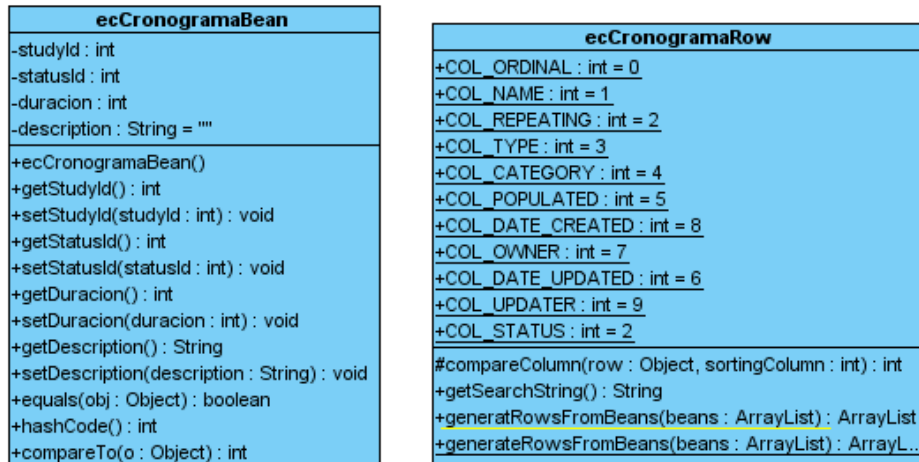 ecCronogramaBean
-studyId : int
-statusId : int
-duracion : int
-description : String = ""
+ecCronogramaBean()
+getStudyId() : int
+setStudyId(studyId : int) : void
+getStatusId() : int
+setStatusId(statusId : int) : void
+getDuracion() : int
+setDuracion(duracion : int) : void
+getDescription() : String
+setDescription(description : String) : void
+equals(obj : Object) : boolean
+hashCode() : int
+compareTo(o : Object) : int
ecCronogramaRow
+COL_ORDINAL : int = 0
+COL_NAME : int = 1
+COL_REPEATING : int = 2
+COL_TYPE : int = 3
+COL_CATEGORY : int = 4
+COL_POPULATED : int = 5
+COL_DATE_CREATED : int = 8
+COL_OWNER : int = 7
+COL_DATE_UPDATED : int = 6
+COL_UPDATER : int = 9
+COL_STATUS : int = 2
#compareColumn(row : Object, sortingColumn : int) : int
+getSearchString() : String
+generatRowsFromBeans(beans : ArrayList) : ArrayList
+generateRowsFromBeans(beans : ArrayList) : ArrayL...